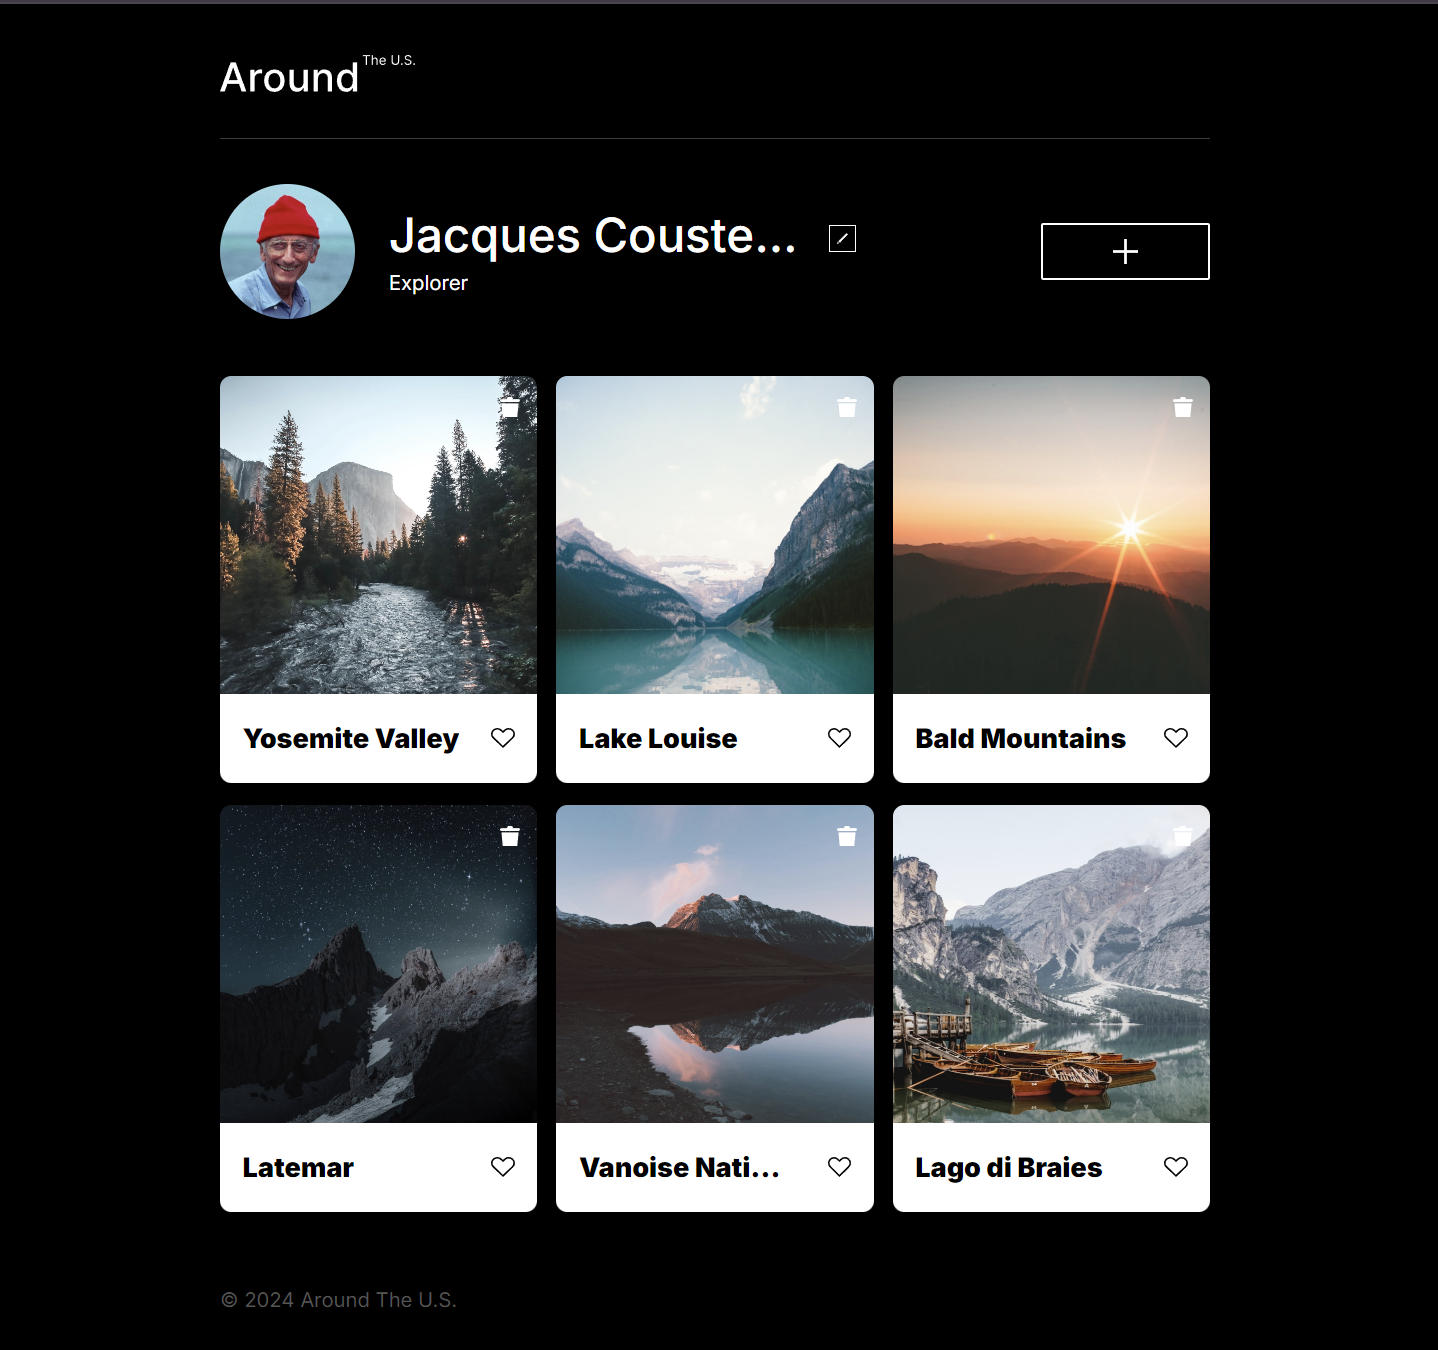 Around The U.S.
Jacques Couste...
Explorer
Yosemite Valley
Lake Louise
Bald Mountains
Latemar
Vanoise Nati...
Lago di Braies
© 2024 Around The U.S.